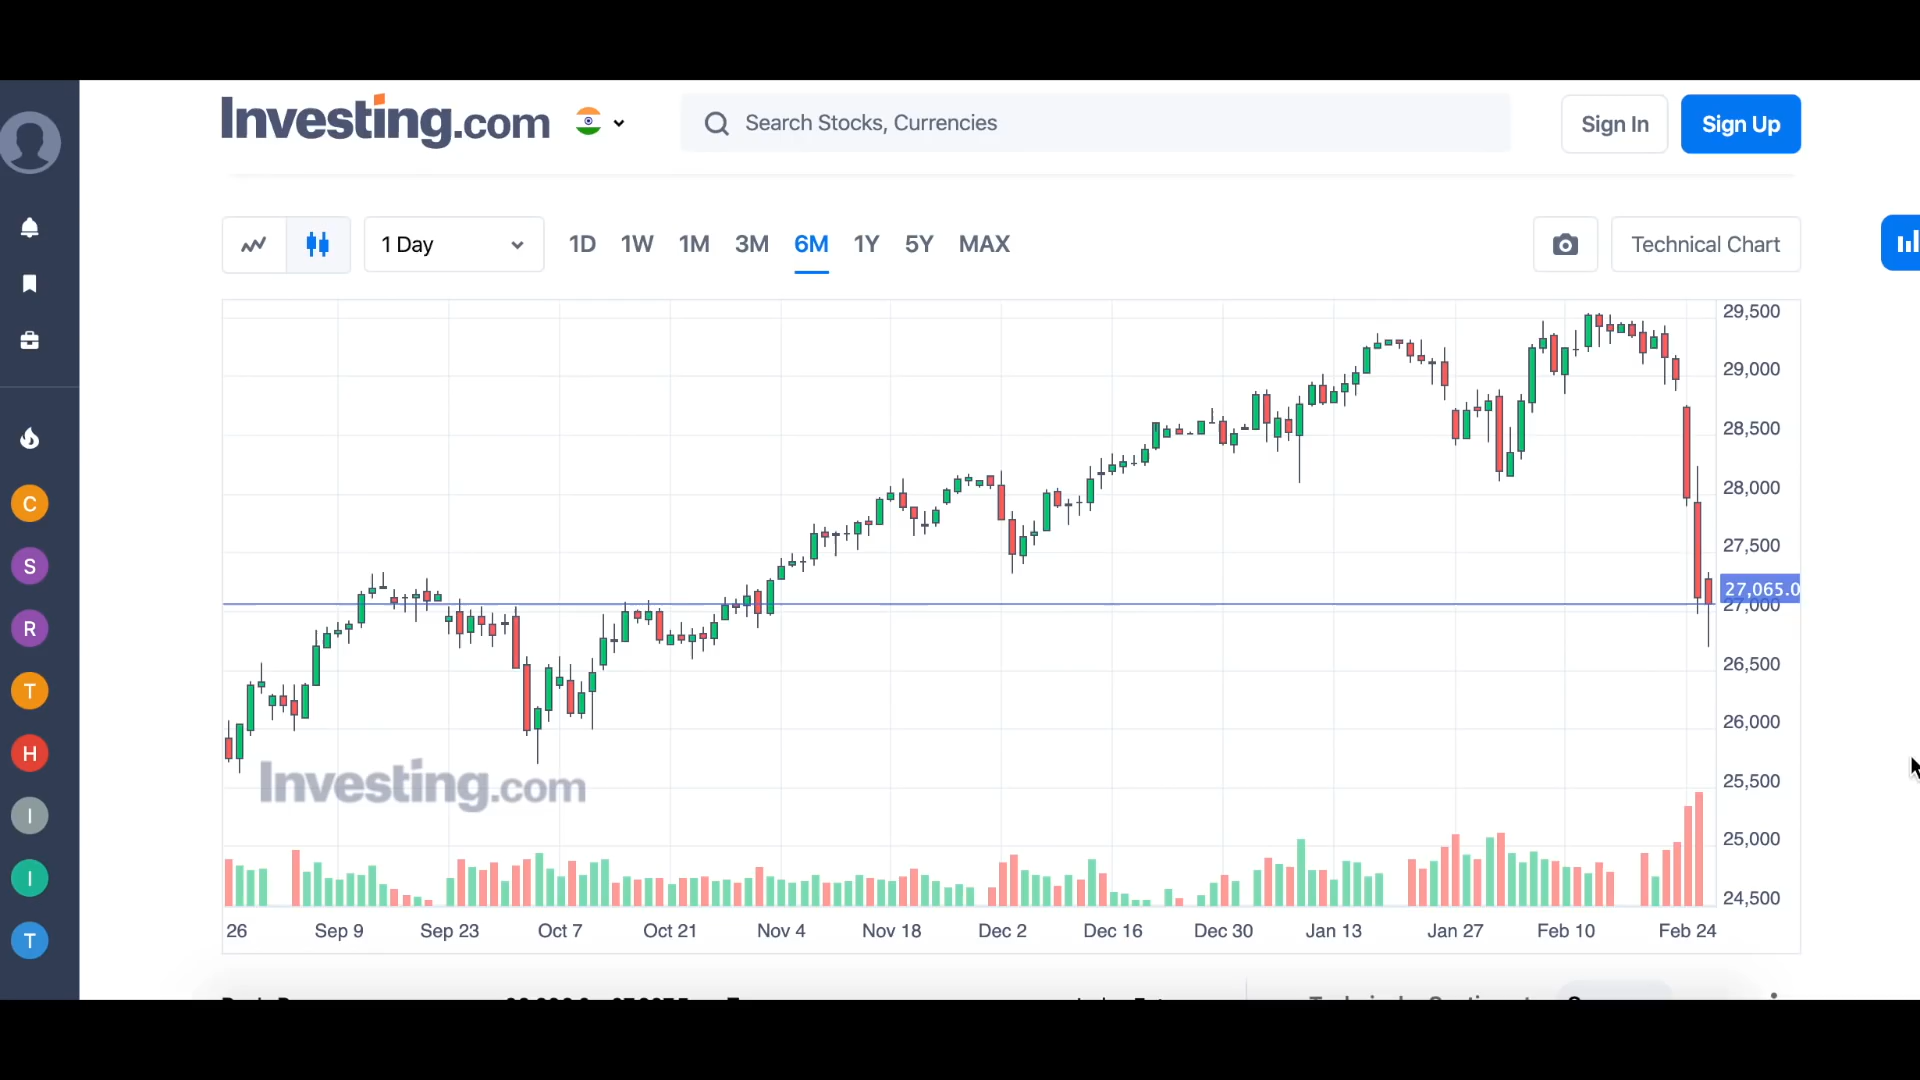 Investing.com
Search Stocks, Currencies
Sign In
Sign Up
1 Day
1D 1W 1M 3M 6M 1Y 5Y MAX
Technical Chart
29,500
29,000
28,500
28,000
27,500
27,065.0
27,000
26,500
26,000
25,500
25,000
24,500
Investing.com
26 Sep 9 Sep 23 Oct 7 Oct 21 Nov 4 Nov 18 Dec 2 Dec 16 Dec 30 Jan 13 Jan 27 Feb 10 Feb 24
C
S
R
T
H
I
I
T